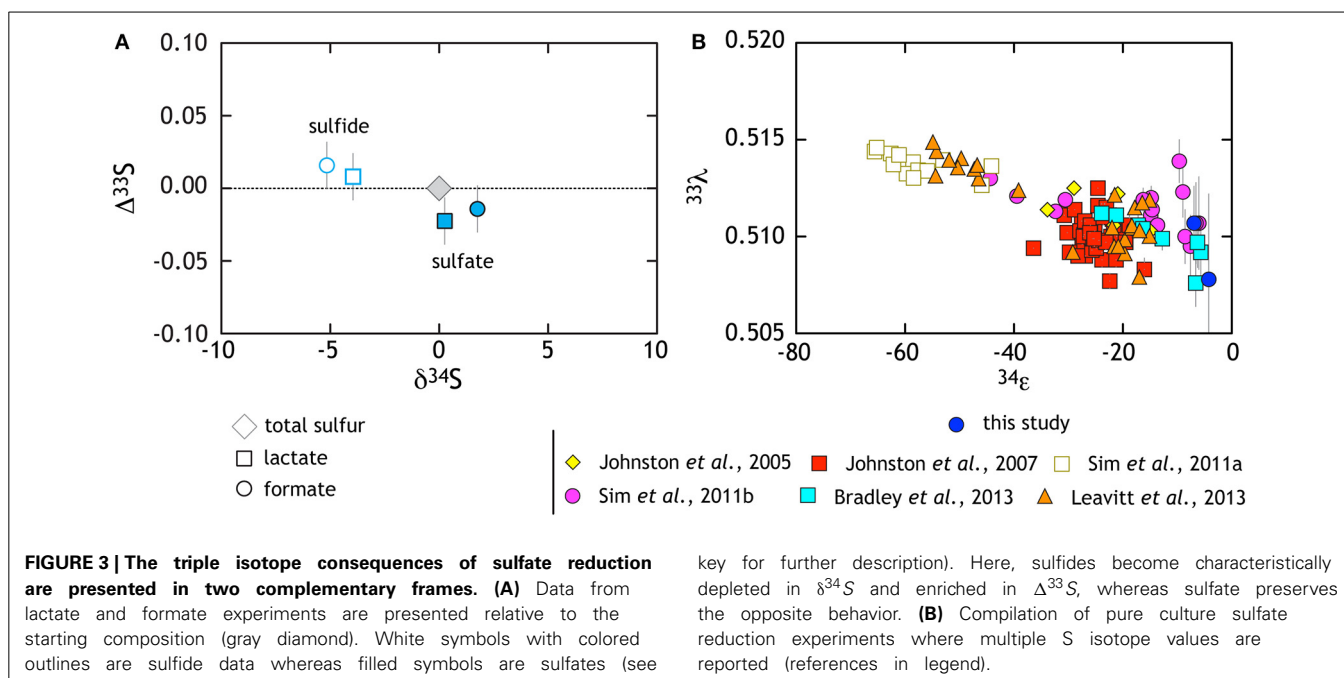 A
0.10
0.05
0.00
-0.05
-0.10
Δ33S
sulfide
sulfate
-10
-5
0
5
10
δ34S
B
0.520
0.515
0.510
0.505
33λ
-80
-60
-40
-20
0
34ε
total sulfur
lactate
formate
this study
Johnston et al., 2005
Johnston et al., 2007
Sim et al., 2011a
Sim et al., 2011b
Bradley et al., 2013
Leavitt et al., 2013
FIGURE 3 | The triple isotope consequences of sulfate reduction
are presented in two complementary frames. (A) Data from
lactate and formate experiments are presented relative to the
starting composition (gray diamond). White symbols with colored
outlines are sulfide data whereas filled symbols are sulfates (see
key for further description). Here, sulfides become characteristically
depleted in δ34S and enriched in Δ33S, whereas sulfate preserves
the opposite behavior. (B) Compilation of pure culture sulfate
reduction experiments where multiple S isotope values are
reported (references in legend).